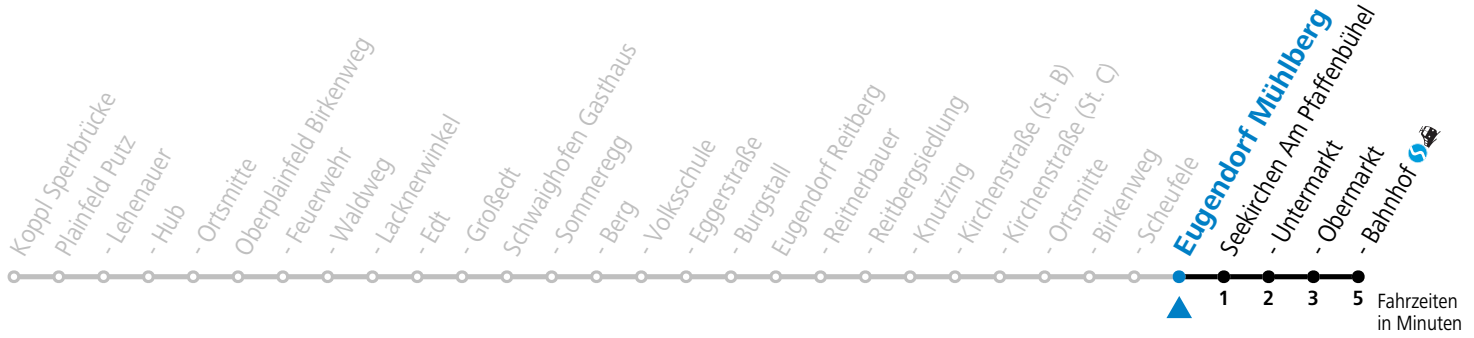 Koppl Sperrbrücke
Plainfeld Putz
- Lehenauer
- Hub
- Ortsmitte
Oberplainfeld Birkenweg
- Feuerwehr
- Waldweg
- Lacknerwinkel
- Edt
- Großedt
Schwaighofen Gasthaus
- Sommeregg
- Berg
- Volksschule
- Eggerstraße
- Burgstall
Eugendorf Reitberg
- Reitnerbauer
- Reitbergsiedlung
- Knutzing
- Kirchenstraße (St. B)
- Kirchenstraße (St. C)
- Ortsmitte
- Birkenweg
- Scheufele
Eugendorf Mühlberg
Seekirchen Am Pfaffenbühel
- Untermarkt
- Obermarkt
- Bahnhof
1 2 3 5 Fahrzeiten
in Minuten